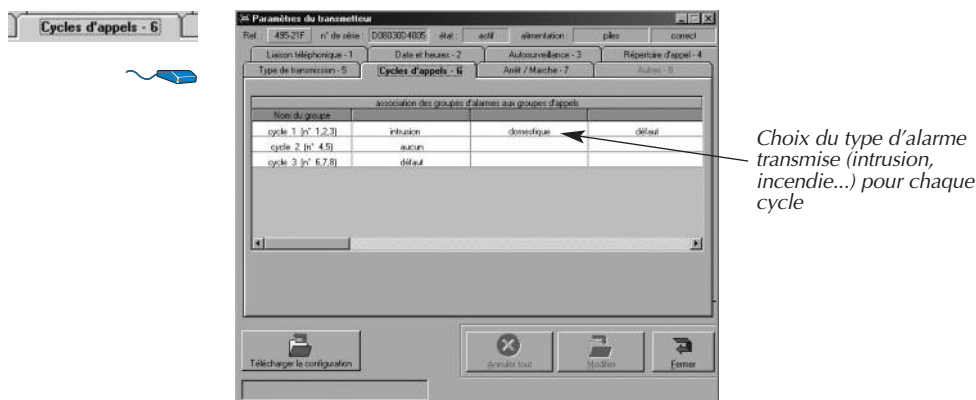 Cycles d'appels - 6
Paramètres du transmetteur
Ref. : 495-21F n° de série : D08030D4005 état : actif alimentation piles correct
Liaison téléphonique - 1 Date et heures - 2 Autosurveillance - 3 Répertoire d'appel - 4
Type de transmission - 5 Cycles d'appels - 6 Arrêt / Marche - 7 Autres - 8
association des groupes d'alarmes aux groupes d'appels
Nom du groupe
cycle 1 (n° 1,2,3) intrusion domestique défaut
cycle 2 (n° 4,5) aucun
cycle 3 (n° 6,7,8) défaut
Choix du type d'alarme
transmise (intrusion,
incendie...) pour chaque
cycle
Télécharger la configuration
Annuler tout Modifier Fermer